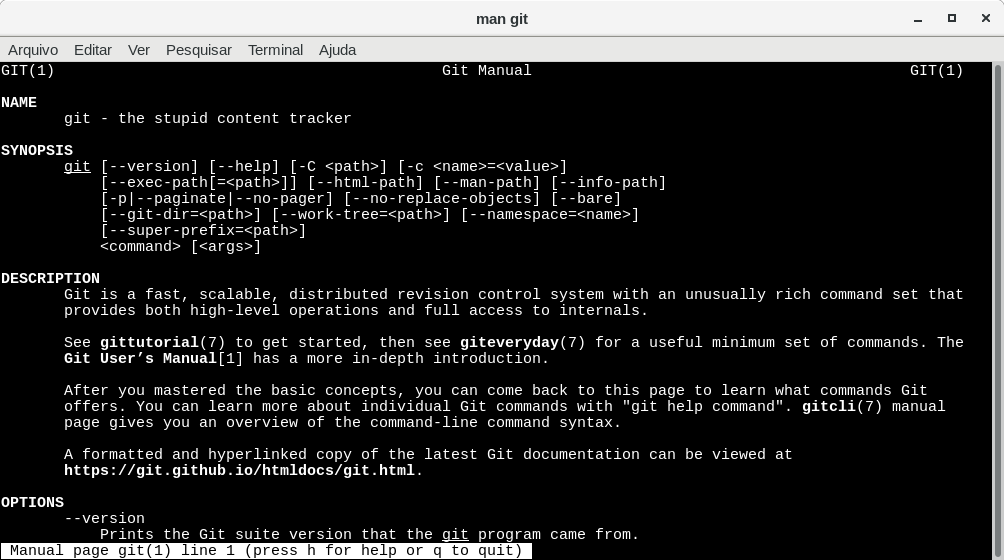 man git
Arquivo Editar Ver Pesquisar Terminal Ajuda
GIT(1) Git Manual GIT(1)
NAME
git - the stupid content tracker
SYNOPSIS
git [--version] [--help] [-C <path>] [-c <name>=<value>]
[--exec-path[=<path>]] [--html-path] [--man-path] [--info-path]
[-p|--paginate|--no-pager] [--no-replace-objects] [--bare]
[--git-dir=<path>] [--work-tree=<path>] [--namespace=<name>]
[--super-prefix=<path>]
<command> [<args>]
DESCRIPTION
Git is a fast, scalable, distributed revision control system with an unusually rich command set that
provides both high-level operations and full access to internals.
See gittutorial(7) to get started, then see giteveryday(7) for a useful minimum set of commands. The
Git User’s Manual[1] has a more in-depth introduction.
After you mastered the basic concepts, you can come back to this page to learn what commands Git
offers. You can learn more about individual Git commands with "git help command". gitcli(7) manual
page gives you an overview of the command-line command syntax.
A formatted and hyperlinked copy of the latest Git documentation can be viewed at
https://git.github.io/htmldocs/git.html.
OPTIONS
--version
Prints the Git suite version that the git program came from.
Manual page git(1) line 1 (press h for help or q to quit)